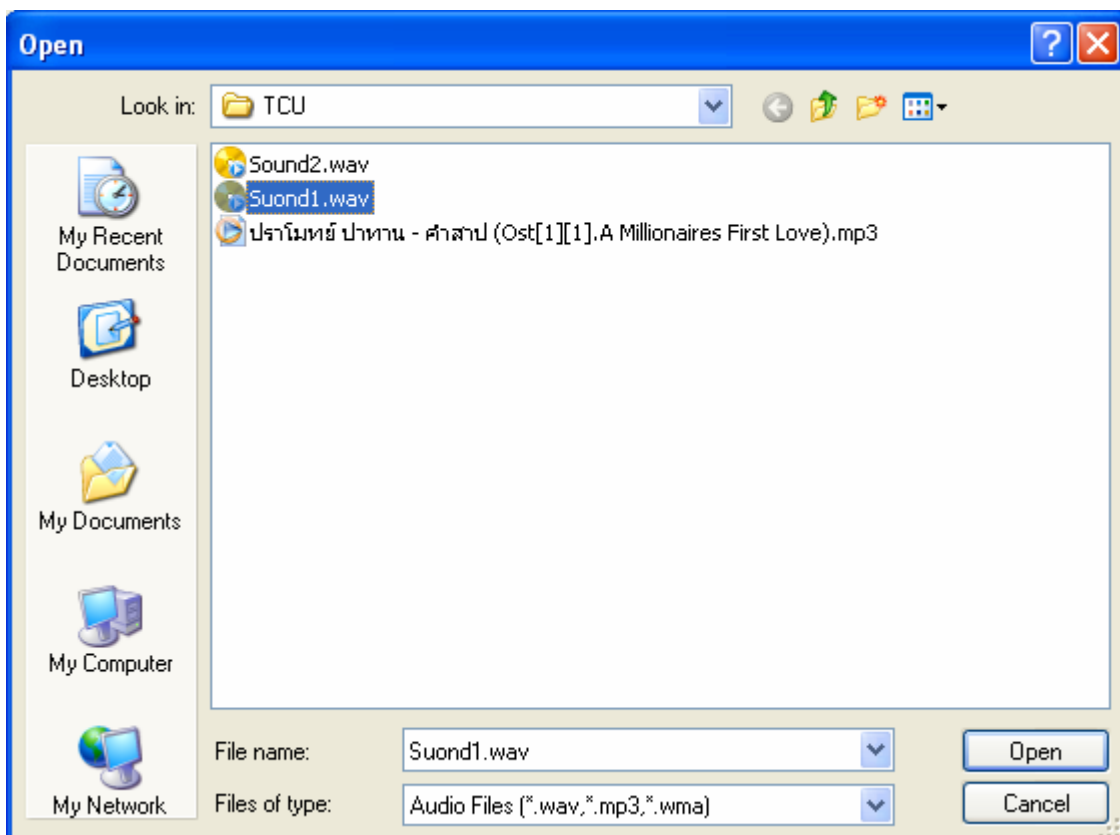 Open
Look in: TCU
Sound2.wav
Suond1.wav
ปราโมทย์ ปาทาน - คำสาป (Ost[1][1].A Millionaires First Love).mp3
My Recent
Documents
Desktop
My Documents
My Computer
My Network
File name: Suond1.wav Open
Files of type: Audio Files (*.wav,*.mp3,*.wma) Cancel